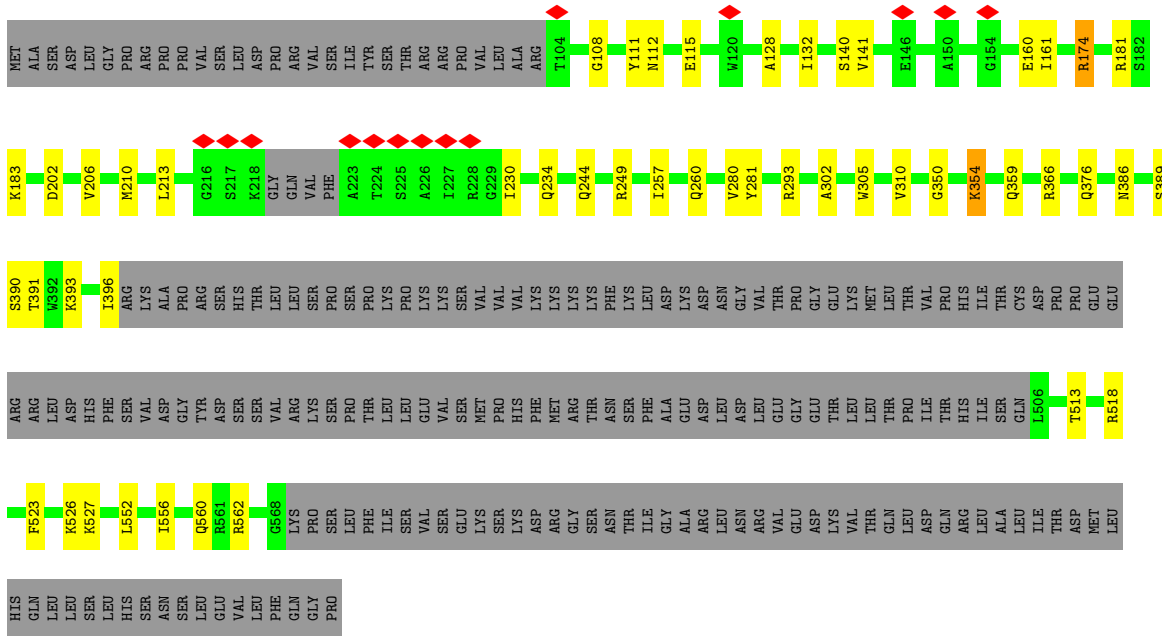 MET ALA SER ASP LEU GLY PRO ARG PRO PRO VAL SER LEU ASP PRO ARG VAL SER ILE TYR SER THR ARG ARG PRO VAL LEU ALA ARG T104 G108 Y111 N112 E115 W120 A128 I132 S140 V141 E146 A150 G154 E160 I161 R174 R181 S182
K183 D202 V206 M210 L213 G216 S217 K218 GLY GLN VAL PHE A223 T224 S225 A226 I227 R228 G229 I230 Q234 Q244 R249 I257 Q260 V280 Y281 R293 A302 W305 V310 G350 K354 Q359 R366 Q376 N386 S389
S390 T391 W392 K393 I396 ARG LYS ALA PRO ARG SER HIS THR LEU LEU SER PRO SER PRO LYS PRO LYS LYS SER VAL VAL VAL LYS LYS LYS LYS PHE LYS LEU ASP LYS ASP ASN GLY VAL THR PRO GLY GLU LYS MET LEU THR VAL PRO HIS ILE THR CYS ASP PRO PRO GLU GLU
ARG ARG LEU ASP HIS PHE SER VAL ASP GLY TYR ASP SER SER VAL ARG LYS SER PRO THR LEU LEU GLU VAL SER MET PRO HIS PHE MET ARG THR ASN SER PHE ALA GLU ASP LEU ASP LEU GLU GLY GLU THR LEU LEU THR PRO ILE THR HIS ILE SER GLN L506 T513 R518
F523 K526 K527 L552 I556 Q560 R561 R562 G568 LYS PRO SER LEU PHE ILE SER VAL SER GLU LYS SER LYS ASP ARG GLY SER ASN THR ILE GLY ALA ARG LEU ASN ARG VAL GLU ASP LYS VAL THR GLN LEU ASP GLN ARG LEU ALA LEU ILE THR ASP MET LEU
HIS GLN LEU LEU SER LEU HIS SER ASN SER LEU GLU VAL LEU PHE GLN GLY PRO